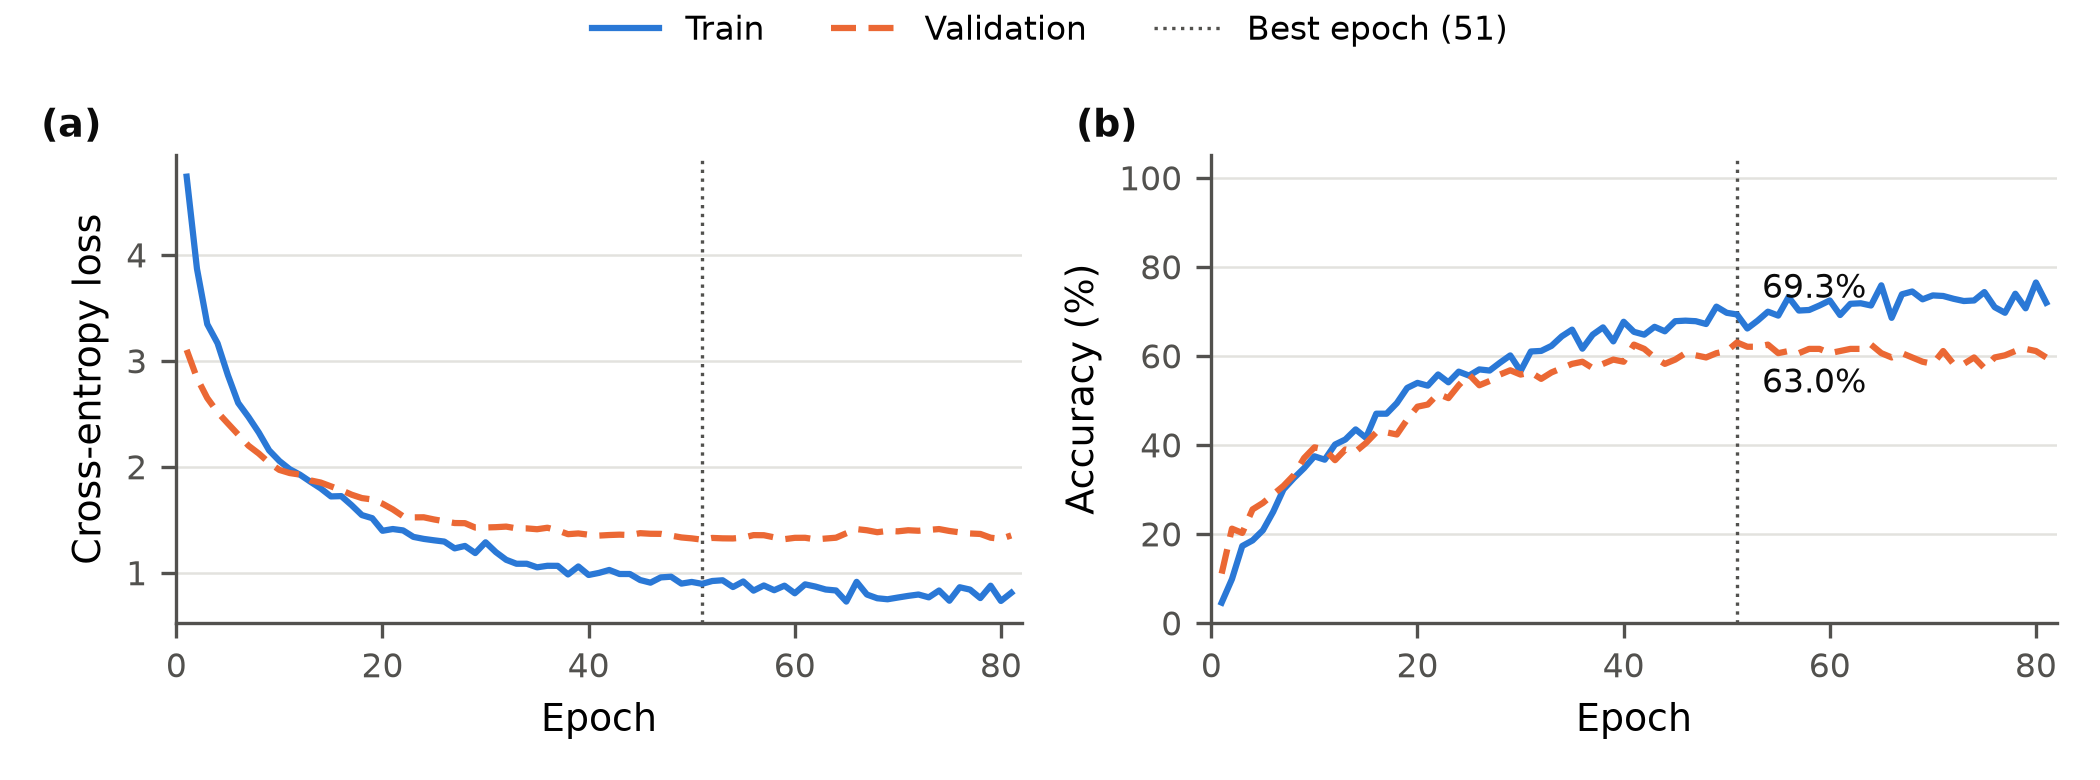 Train Validation Best epoch (51)
(a)
Cross-entropy loss
4
3
2
1
0 20 40 60 80
Epoch
(b)
Accuracy (%)
100
80
60
40
20
0
69.3%
63.0%
0 20 40 60 80
Epoch